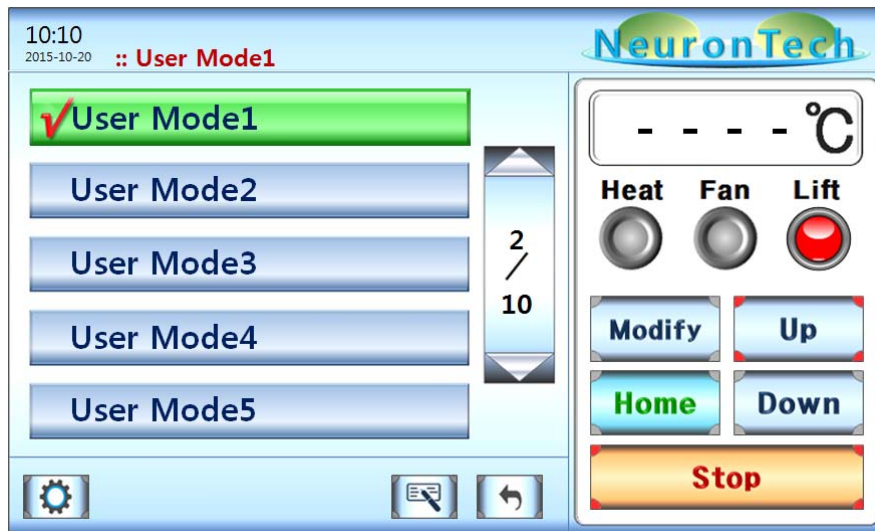 10:10
2015-10-20 :: User Mode1
NeuronTech
√User Mode1
User Mode2
User Mode3
User Mode4
User Mode5
2
/
10
- - - - ℃
Heat Fan Lift
Modify Up
Home Down
Stop